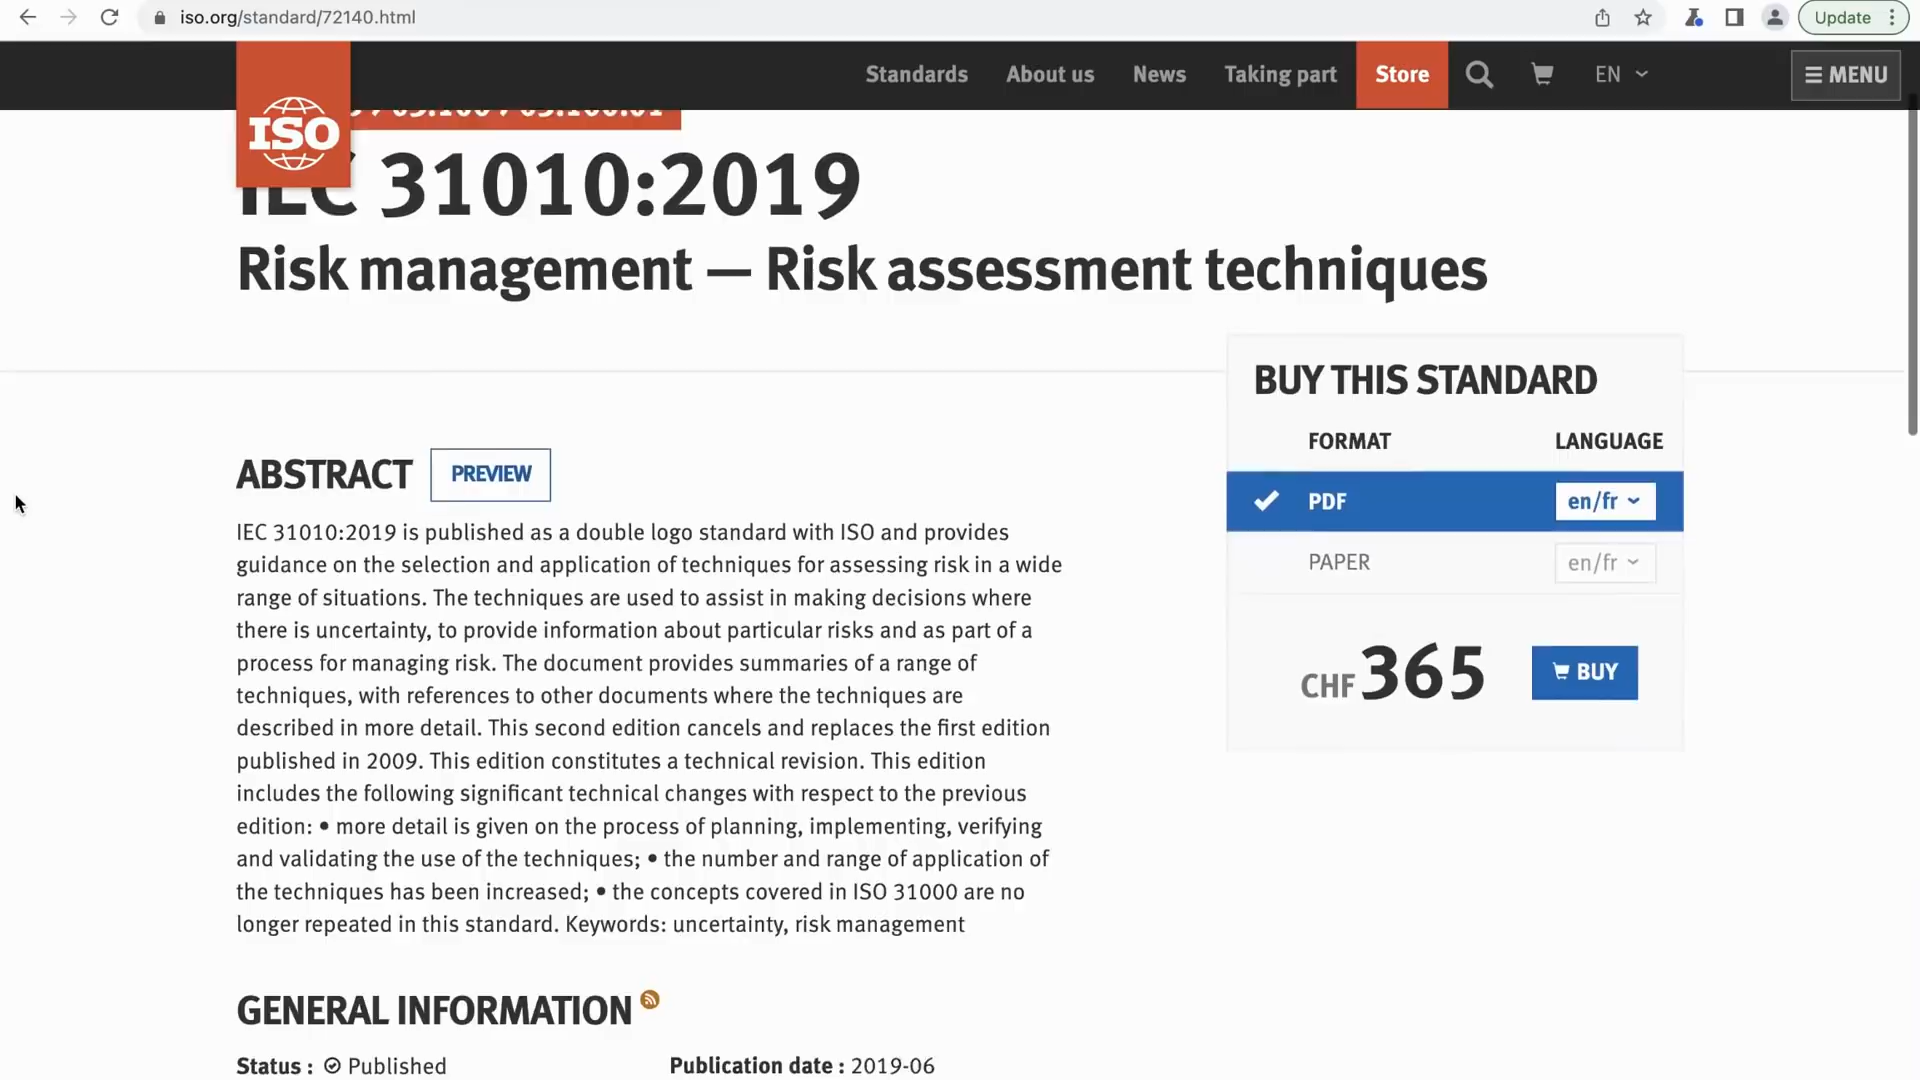 iso.org/standard/72140.html
Update
ISO
Standards
About us
News
Taking part
Store
EN
MENU
IEC 31010:2019
Risk management — Risk assessment techniques
ABSTRACT
PREVIEW
IEC 31010:2019 is published as a double logo standard with ISO and provides
guidance on the selection and application of techniques for assessing risk in a wide
range of situations. The techniques are used to assist in making decisions where
there is uncertainty, to provide information about particular risks and as part of a
process for managing risk. The document provides summaries of a range of
techniques, with references to other documents where the techniques are
described in more detail. This second edition cancels and replaces the first edition
published in 2009. This edition constitutes a technical revision. This edition
includes the following significant technical changes with respect to the previous
edition: • more detail is given on the process of planning, implementing, verifying
and validating the use of the techniques; • the number and range of application of
the techniques has been increased; • the concepts covered in ISO 31000 are no
longer repeated in this standard. Keywords: uncertainty, risk management
BUY THIS STANDARD
FORMAT LANGUAGE
PDF en/fr
PAPER en/fr
CHF 365
BUY
GENERAL INFORMATION
Status : Published
Publication date : 2019-06